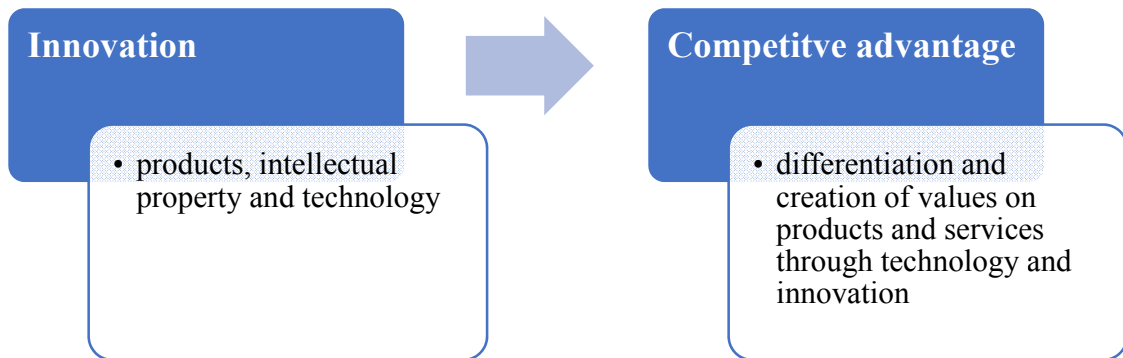 Innovation
• products, intellectual
property and technology
Competitve advantage
• differentiation and
creation of values on
products and services
through technology and
innovation